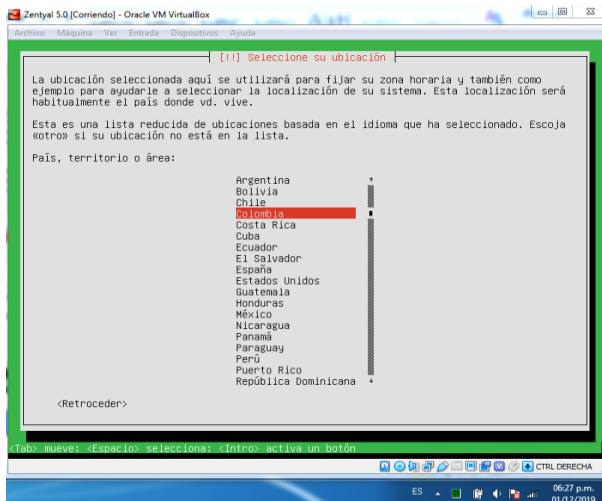 Zentyal 5.0 [Corriendo] - Oracle VM VirtualBox
Archivo Máquina Ver Entrada Dispositivos Ayuda
[!!] Seleccione su ubicación
La ubicación seleccionada aquí se utilizará para fijar su zona horaria y también como
ejemplo para ayudarle a seleccionar la localización de su sistema. Esta localización será
habitualmente el país donde vd. vive.
Esta es una lista reducida de ubicaciones basada en el idioma que ha seleccionado. Escoja
«otro» si su ubicación no está en la lista.
País, territorio o área:
Argentina
Bolivia
Chile
Colombia
Costa Rica
Cuba
Ecuador
El Salvador
España
Estados Unidos
Guatemala
Honduras
México
Nicaragua
Panamá
Paraguay
Perú
Puerto Rico
República Dominicana
<Retroceder>
<Tab> mueve; <Espacio> selecciona; <Intro> activa un botón
CTRL DERECHA
ES
06:27 p.m.
01/12/2019